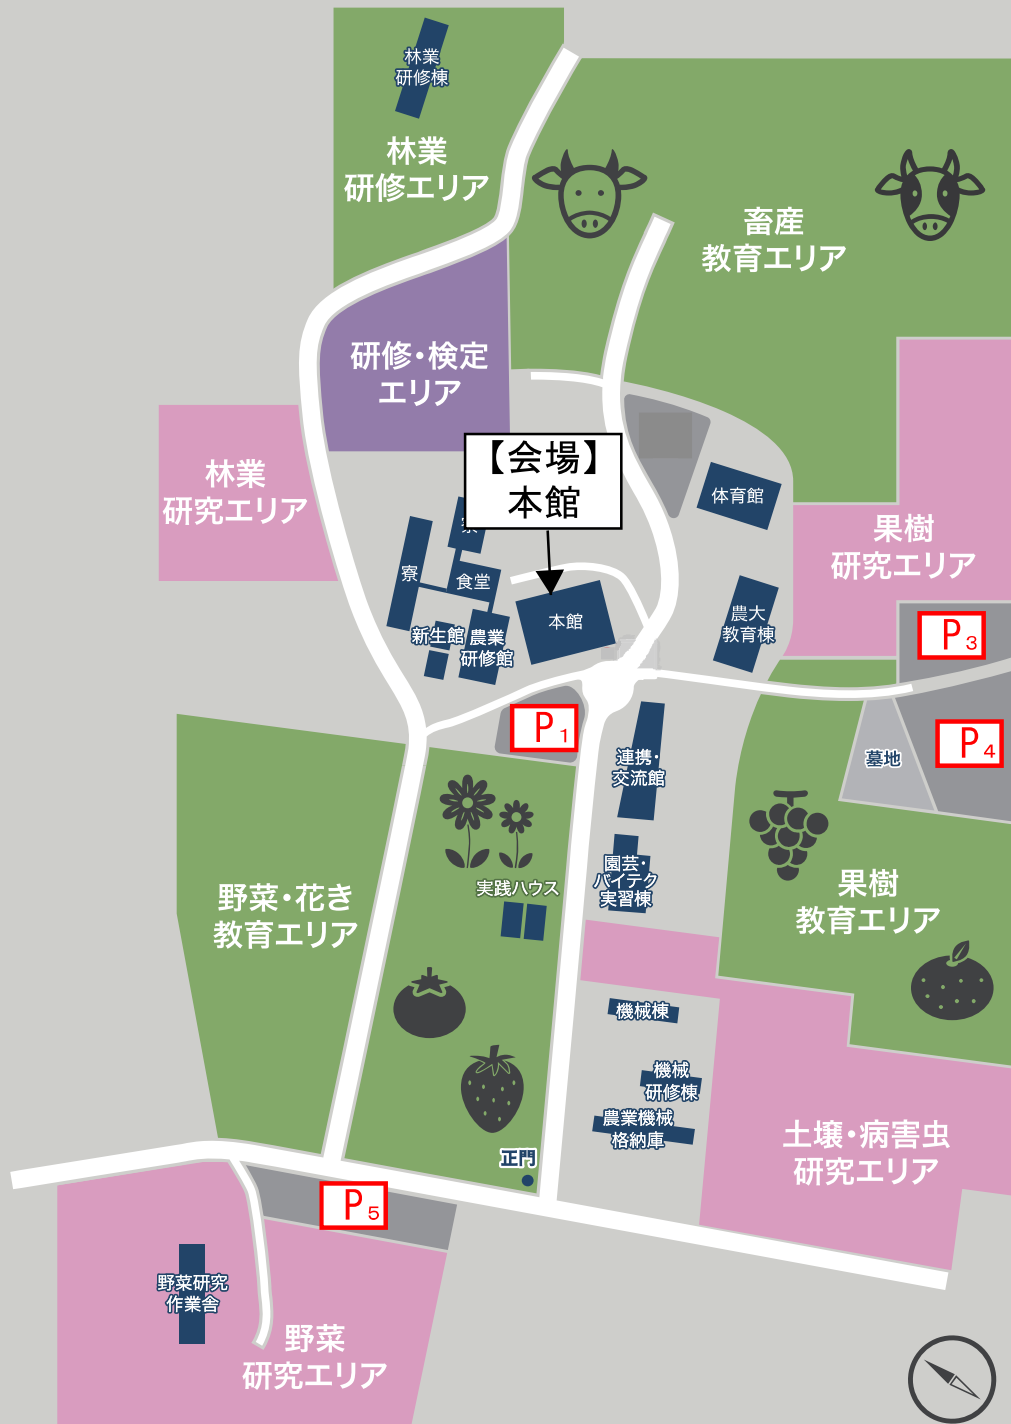 林業
研修棟
林業
研修エリア
畜産
教育エリア
研修・検定
エリア
林業
研究エリア
【会場】
本館
体育館
果樹
研究エリア
寮
食堂
本館
農大
教育棟
新生館
農業
研修館
P3
P1
P4
墓地
連携・
交流館
園芸・
バイテク
実習棟
実践ハウス
野菜・花き
教育エリア
果樹
教育エリア
機械棟
機械
研修棟
農業機械
格納庫
土壌・病害虫
研究エリア
正門
P5
野菜研究
作業舎
野菜
研究エリア